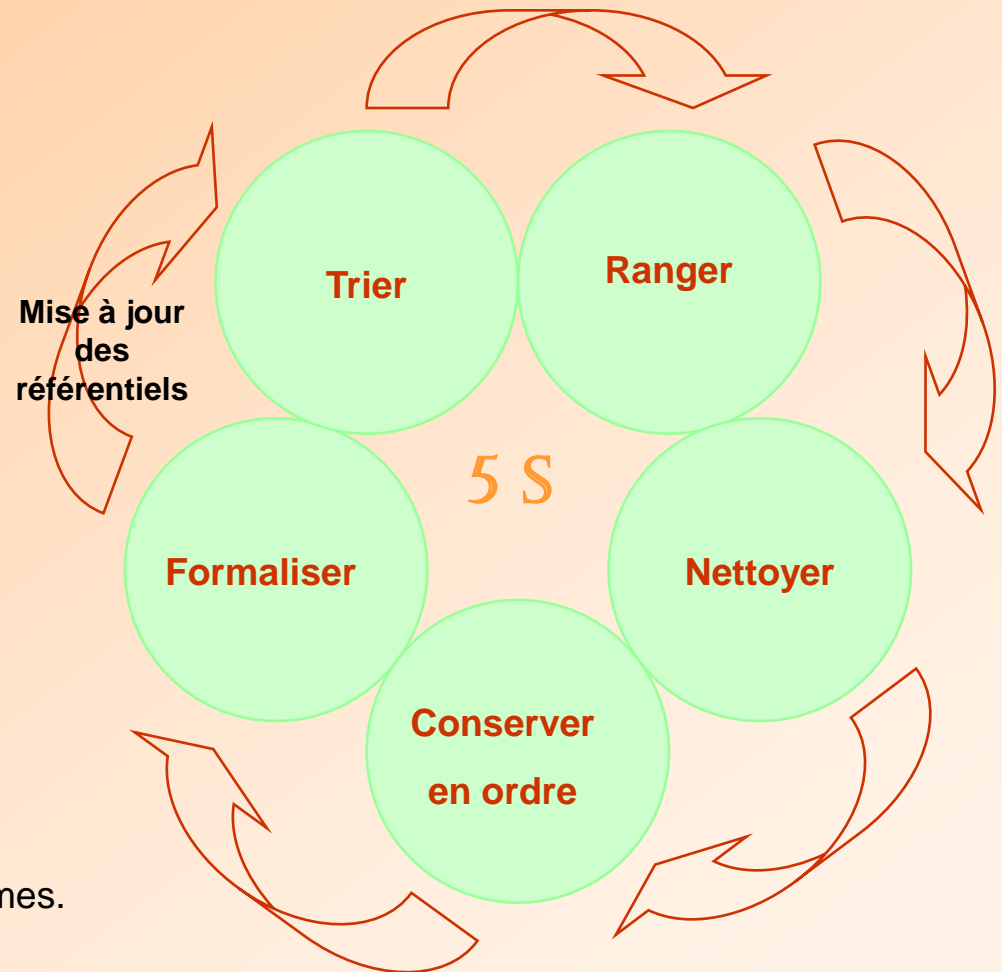 Trier
Ranger
Mise à jour
des
référentiels
5 S
Formaliser
Nettoyer
Conserver
en ordre
mes.